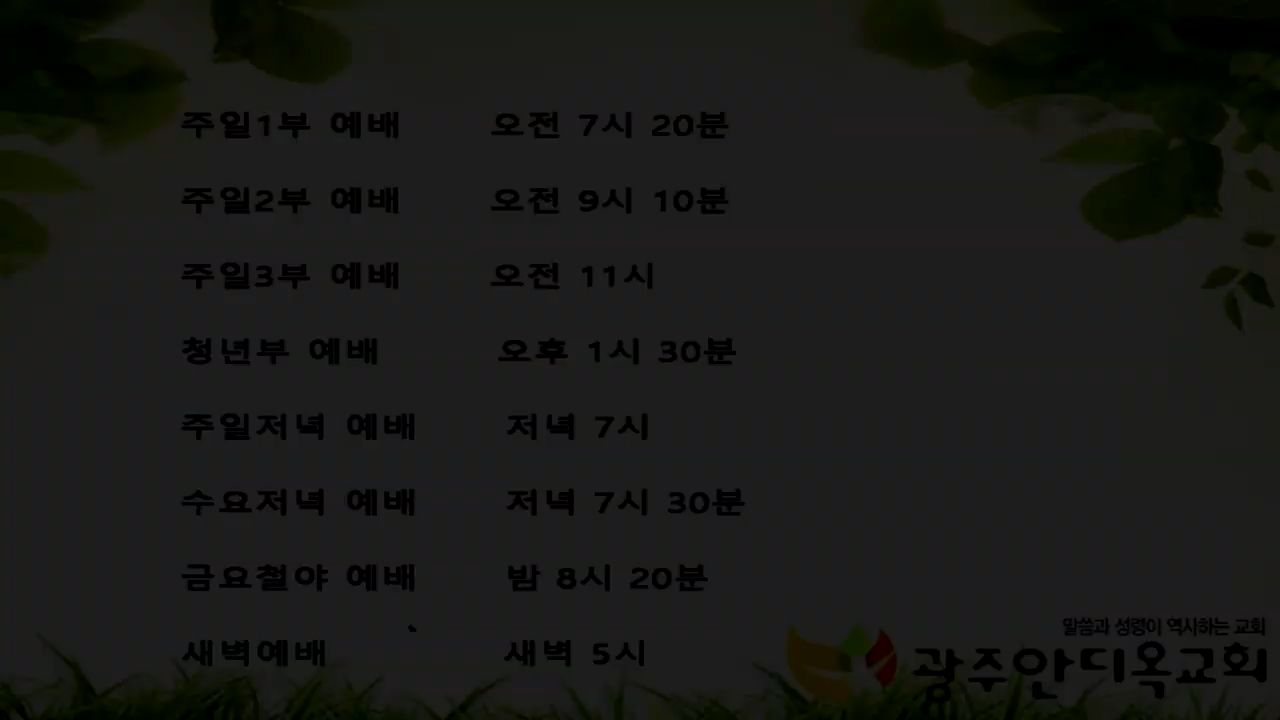 주일1부 예배 오전 7시 20분
주일2부 예배 오전 9시 10분
주일3부 예배 오전 11시
청년부 예배 오후 1시 30분
주일저녁 예배 저녁 7시
수요저녁 예배 저녁 7시 30분
금요철야 예배 밤 8시 20분
새벽예배 새벽 5시
말씀과 성령이 역사하는 교회
광주안디옥교회